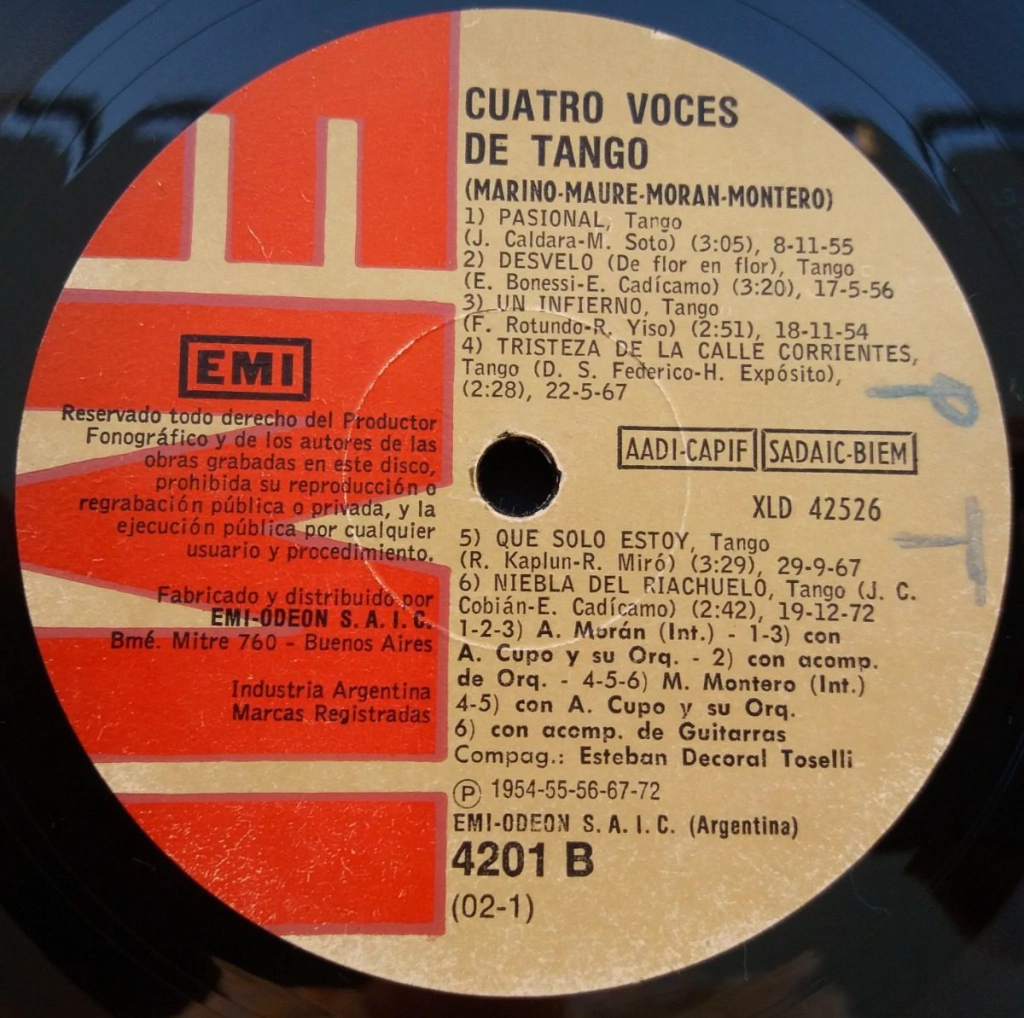 CUATRO VOCES
DE TANGO
(MARINO-MAURE-MORAN-MONTERO)
1) PASIONAL, Tango
(J. Caldara-M. Soto) (3:05), 8-11-55
2) DESVELO (De flor en flor), Tango
(E. Bonessi-E. Cadícamo) (3:20), 17-5-56
3) UN INFIERNO, Tango
(F. Rotundo-R. Yiso) (2:51), 18-11-54
4) TRISTEZA DE LA CALLE CORRIENTES,
Tango (D. S. Federico-H. Expósito),
(2:28), 22-5-67
EMI
Reservado todo derecho del Productor
Fonográfico y de los autores de las
obras grabadas en este disco,
prohibida su reproducción o
regrabación pública o privada, y la
ejecución pública por cualquier
usuario y procedimiento.
Fabricado y distribuido por
EMI-ODEON S. A. I. C.
Bmé. Mitre 760 - Buenos Aires
Industria Argentina
Marcas Registradas
AADI-CAPIF SADAIC-BIEM
XLD 42526
P
T
5) QUE SOLO ESTOY, Tango
(R. Kaplun-R. Miró) (3:29), 29-9-67
6) NIEBLA DEL RIACHUELO, Tango (J. C.
Cobián-E. Cadícamo) (2:42), 19-12-72
1-2-3) A. Morán (Int.) - 1-3) con
A. Cupo y su Orq. - 2) con acomp.
de Orq. - 4-5-6) M. Montero (Int.)
4-5) con A. Cupo y su Orq.
6) con acomp. de Guitarras
Compag.: Esteban Decoral Toselli
Ⓟ 1954-55-56-67-72
EMI-ODEON S. A. I. C. (Argentina)
4201 B
(02-1)